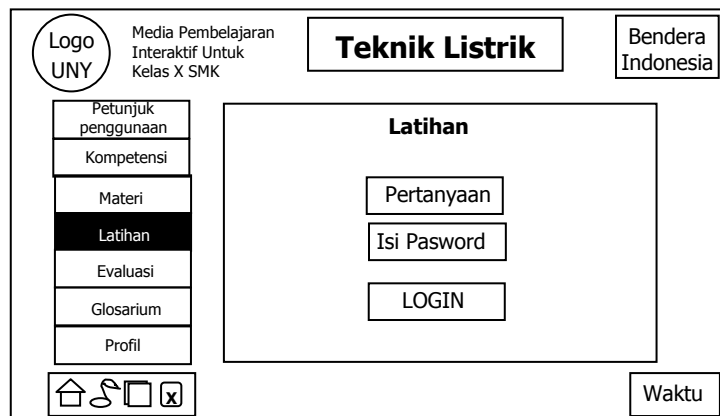 Logo
UNY
Media Pembelajaran
Interaktif Untuk
Kelas X SMK
Teknik Listrik
Bendera
Indonesia
Petunjuk
penggunaan
Kompetensi
Materi
Latihan
Evaluasi
Glosarium
Profil
Latihan
Pertanyaan
Isi Pasword
LOGIN
x
Waktu